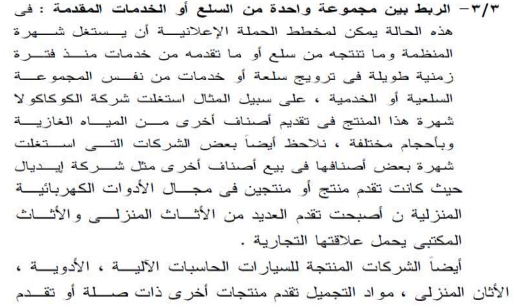 ٣/٣- الربط بين مجموعة واحدة من السلع أو الخدمات المقدمة : فى
هذه الحالة يمكن لمخطط الحملة الإعلانية أن يستغل شهرة
المنظمة وما تنتجه من سلع أو ما تقدمه من خدمات منذ فترة
زمنية طويلة فى ترويج سلعة أو خدمات من نفس المجموعة
السلعية أو الخدمية ، على سبيل المثال استغلت شركة الكوكاكولا
شهرة هذا المنتج فى تقديم أصناف أخرى من المياه الغازية
وبأحجام مختلفة ، نلاحظ أيضاً بعض الشركات التى استغلت
شهرة بعض أصنافها فى بيع أصناف أخرى مثل شركة إيديال
حيث كانت تقدم منتج أو منتجين فى مجال الأدوات الكهربائية
المنزلية ن أصبحت تقدم العديد من الأثاث المنزلى والأثاث
المكتبى يحمل علاقتها التجارية .
أيضاً الشركات المنتجة للسيارات الحاسبات الآلية ، الأدوية ،
الأثان المنزلى ، مواد التجميل تقدم منتجات أخرى ذات صلة أو تقدم